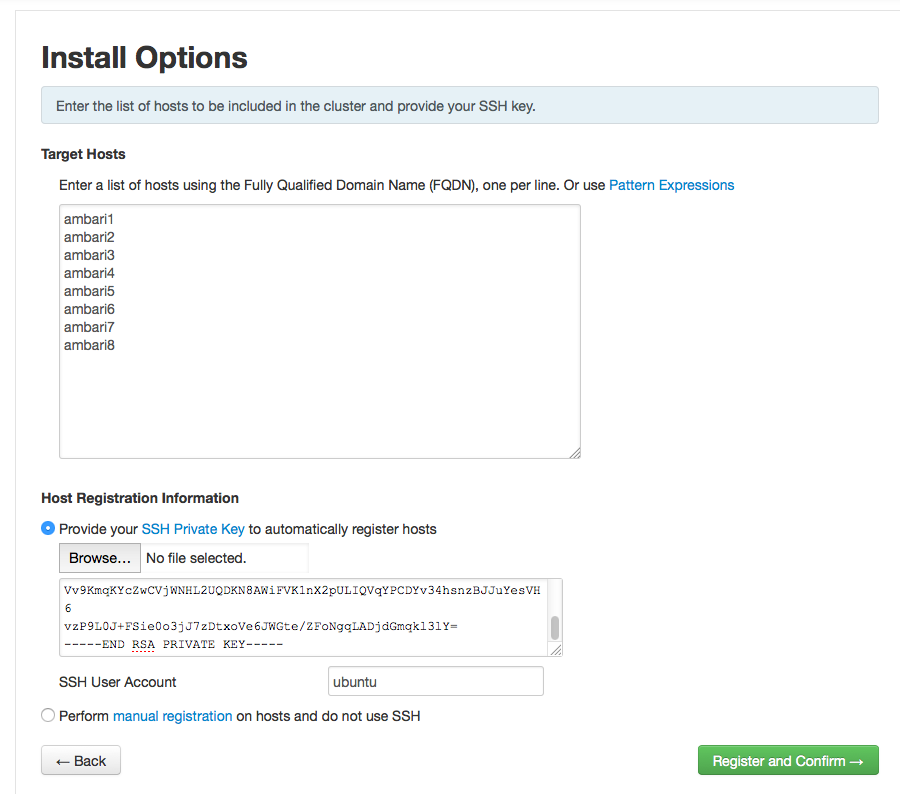 Install Options
Enter the list of hosts to be included in the cluster and provide your SSH key.
Target Hosts
Enter a list of hosts using the Fully Qualified Domain Name (FQDN), one per line. Or use Pattern Expressions
ambari1
ambari2
ambari3
ambari4
ambari5
ambari6
ambari7
ambari8
Host Registration Information
Provide your SSH Private Key to automatically register hosts
Browse... No file selected.
Vv9KmqKYcZwCVjWNHL2UQDKN8AWiFVKlnX2pULIQVqYPCDYv34hsnzBJJuYesVH
6
vzP9L0J+FSie0o3jJ7zDtxoVe6JWGte/ZFoNgqLADjdGmqkl3lY=
-----END RSA PRIVATE KEY-----
SSH User Account ubuntu
Perform manual registration on hosts and do not use SSH
← Back Register and Confirm →